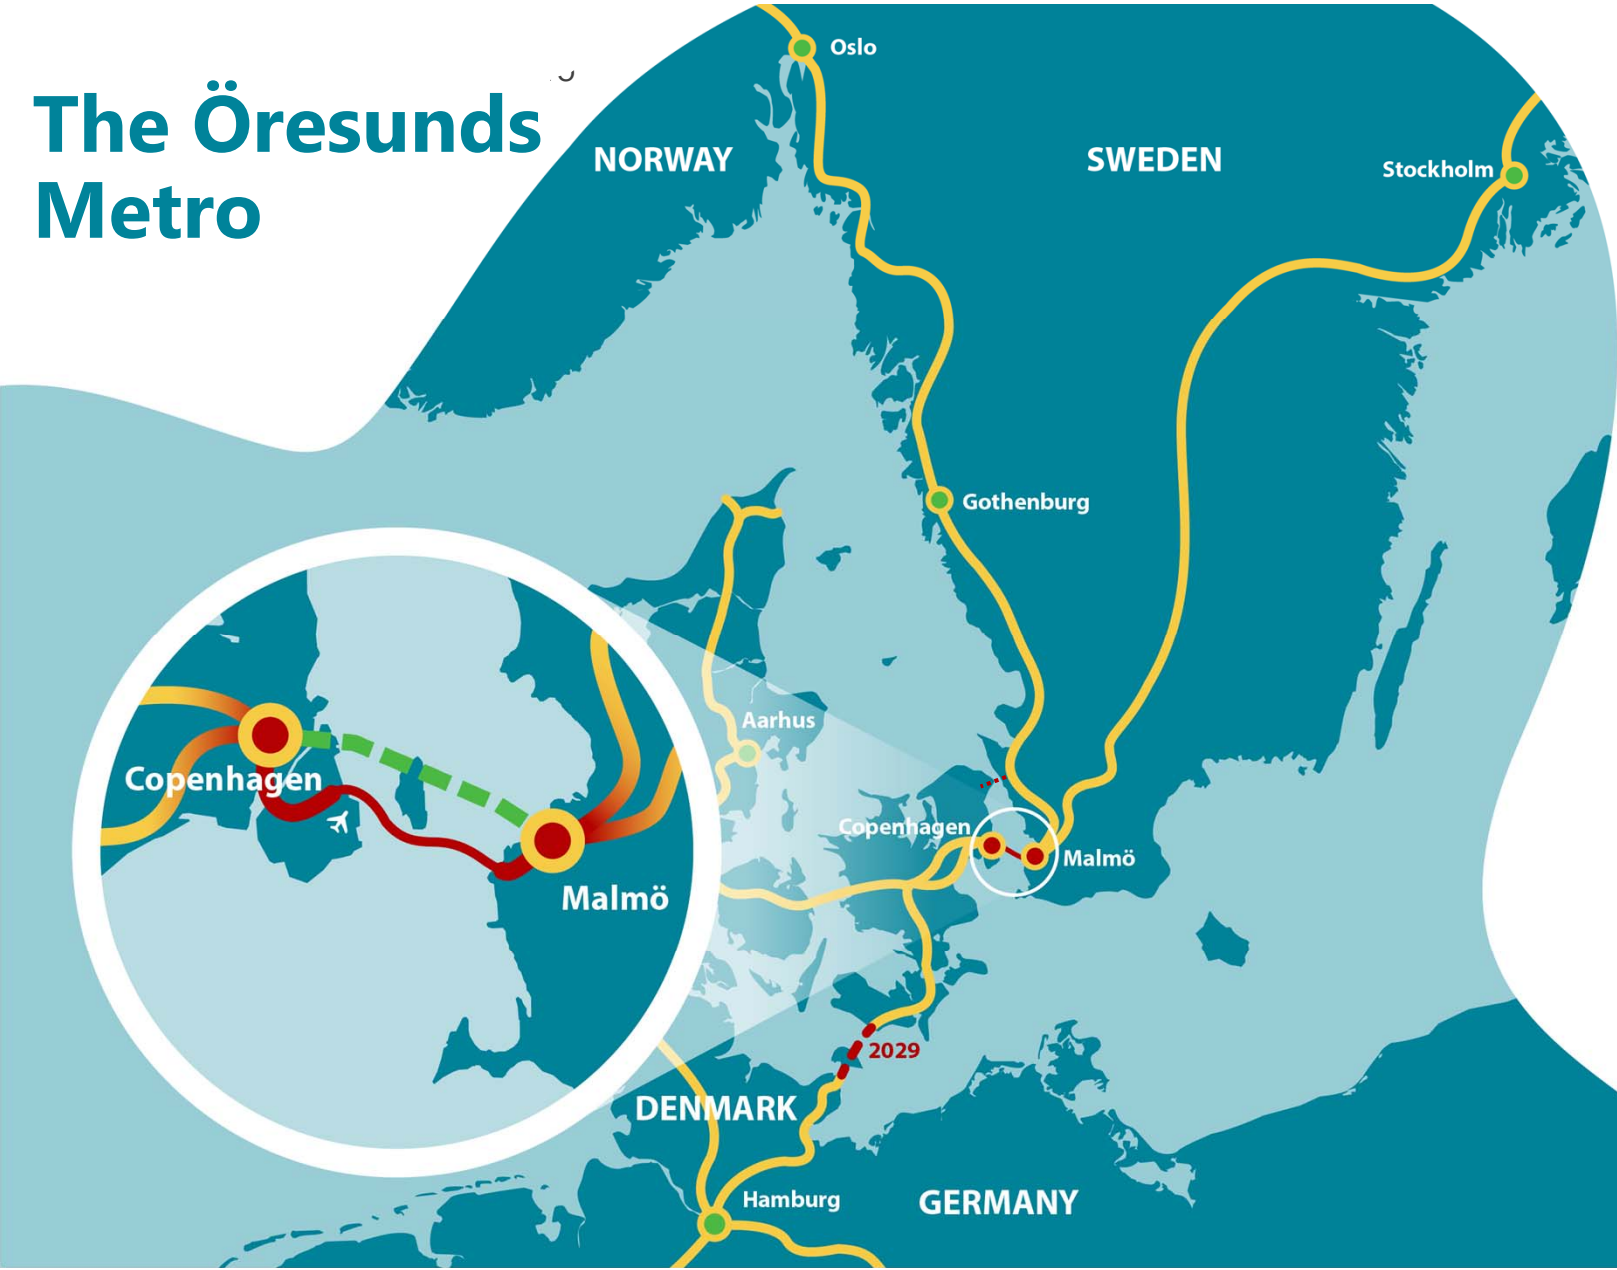 The Öresunds
Metro
Oslo
NORWAY
SWEDEN
Stockholm
Gothenburg
Aarhus
Copenhagen
Malmö
Copenhagen
Malmö
2029
DENMARK
Hamburg
GERMANY